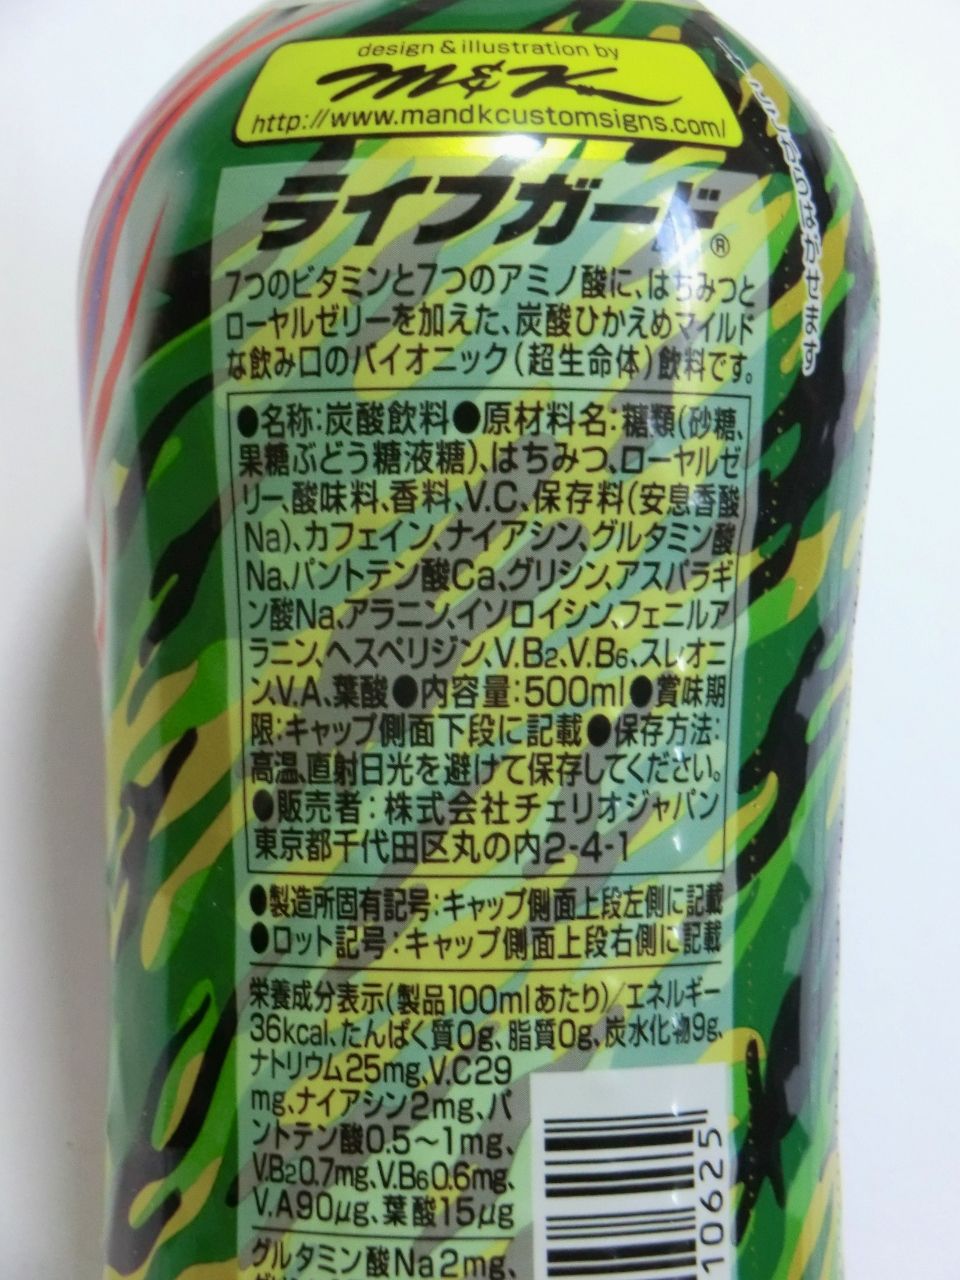 design & illustration by
M&K
http://www.mandkcustomsigns.com/
ライフガード®
7つのビタミンと7つのアミノ酸に、はちみつと
ローヤルゼリーを加えた、炭酸ひかえめマイルド
な飲み口のバイオニック(超生命体)飲料です。
●名称:炭酸飲料●原材料名:糖類(砂糖、
果糖ぶどう糖液糖)、はちみつ、ローヤルゼ
リー、酸味料、香料、V.C、保存料(安息香酸
Na)、カフェイン、ナイアシン、グルタミン酸
Na、パントテン酸Ca、グリシン、アスパラギ
ン酸Na、アラニン、イソロイシン、フェニルア
ラニン、ヘスペリジン、V.B2、V.B6、スレオニ
ン、V.A、葉酸●内容量:500ml●賞味期
限:キャップ側面下段に記載●保存方法:
高温、直射日光を避けて保存してください。
●販売者:株式会社チェリオジャパン
東京都千代田区丸の内2-4-1
●製造所固有記号:キャップ側面上段左側に記載
●ロット記号:キャップ側面上段右側に記載
栄養成分表示(製品100mlあたり)/エネルギー
36kcal、たんぱく質0g、脂質0g、炭水化物9g、
ナトリウム25mg、V.C29
mg、ナイアシン2mg、パ
ントテン酸0.5〜1mg、
V.B20.7mg、V.B60.6mg、
V.A90μg、葉酸15μg
グルタミン酸Na2mg、
10625
からはがせます